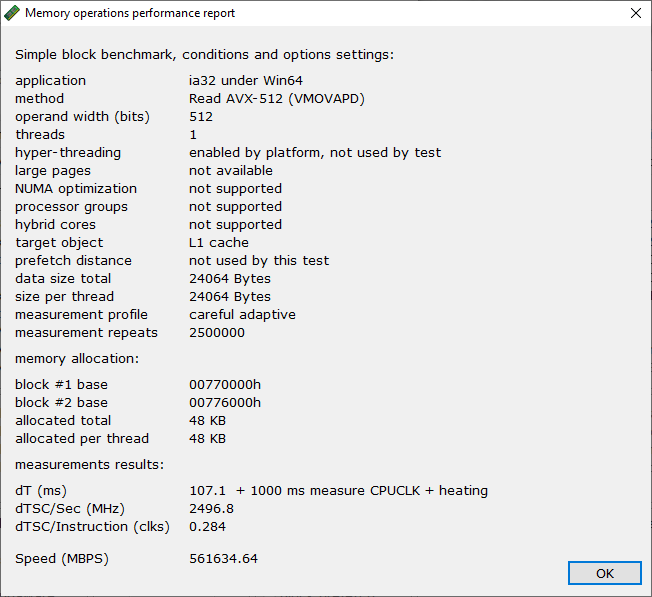 Memory operations performance report
Simple block benchmark, conditions and options settings:
application ia32 under Win64
method Read AVX-512 (VMOVAPD)
operand width (bits) 512
threads 1
hyper-threading enabled by platform, not used by test
large pages not available
NUMA optimization not supported
processor groups not supported
hybrid cores not supported
target object L1 cache
prefetch distance not used by this test
data size total 24064 Bytes
size per thread 24064 Bytes
measurement profile careful adaptive
measurement repeats 2500000
memory allocation:
block #1 base 00770000h
block #2 base 00776000h
allocated total 48 KB
allocated per thread 48 KB
measurements results:
dT (ms) 107.1 + 1000 ms measure CPUCLK + heating
dTSC/Sec (MHz) 2496.8
dTSC/Instruction (clks) 0.284
Speed (MBPS) 561634.64
OK